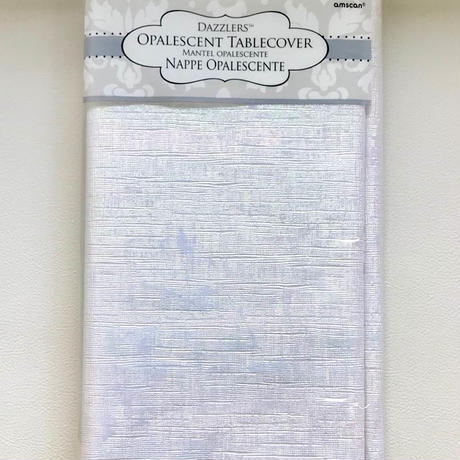 amscan®
DAZZLERS™
OPALESCENT TABLECOVER
MANTEL OPALESCENTE
NAPPE OPALESCENTE